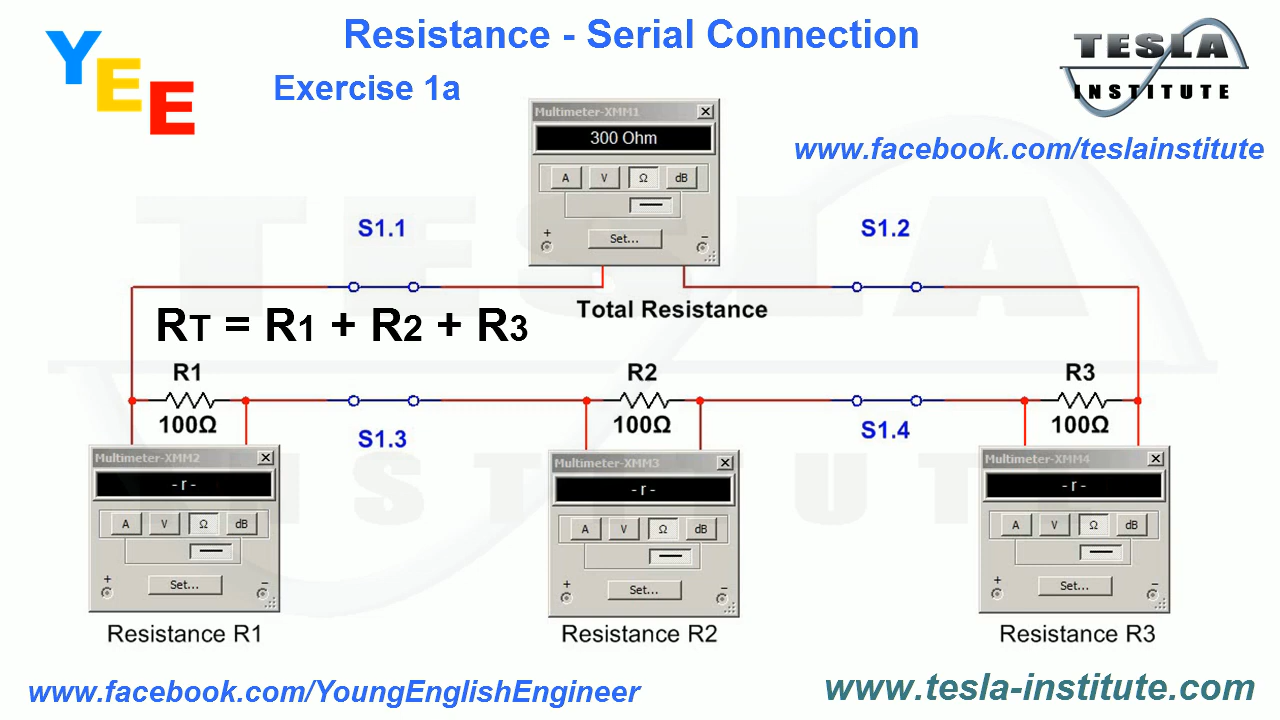 YEE
Resistance - Serial Connection
TESLA
INSTITUTE
Exercise 1a
www.facebook.com/teslainstitute
Multimeter-XMM1
300 Ohm
A V Ω dB
+ Set... –
S1.1
S1.2
Total Resistance
RT = R1 + R2 + R3
R1
R2
R3
100Ω
100Ω
100Ω
S1.3
S1.4
Multimeter-XMM2
- r -
A V Ω dB
+ Set... –
Resistance R1
Multimeter-XMM3
- r -
A V Ω dB
+ Set... –
Resistance R2
Multimeter-XMM4
- r -
A V Ω dB
+ Set... –
Resistance R3
TESLA
INSTITUTE
www.facebook.com/YoungEnglishEngineer
www.tesla-institute.com